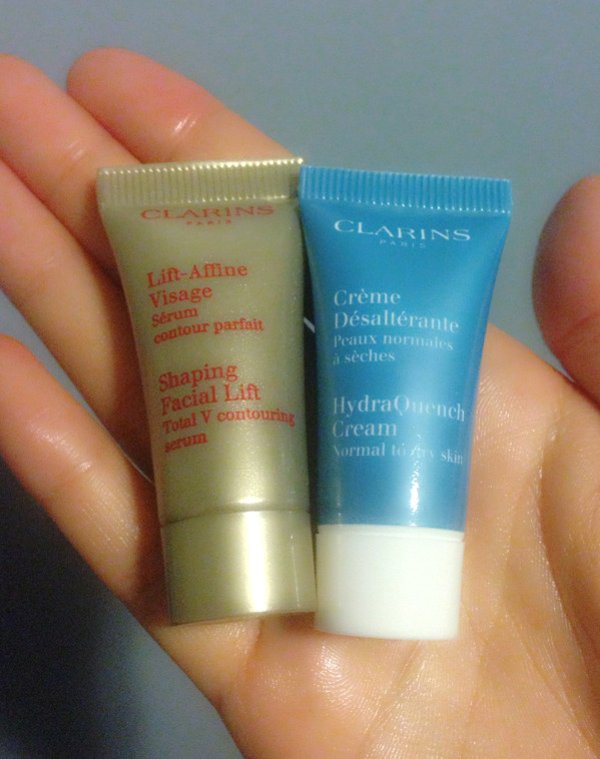 CLARINS
PARIS
Lift-Affine
Visage
Sérum
contour parfait
Shaping
Facial Lift
Total V contouring
serum
CLARINS
PARIS
Crème
Désaltérante
Peaux normales
à sèches
HydraQuench
Cream
Normal to dry skin